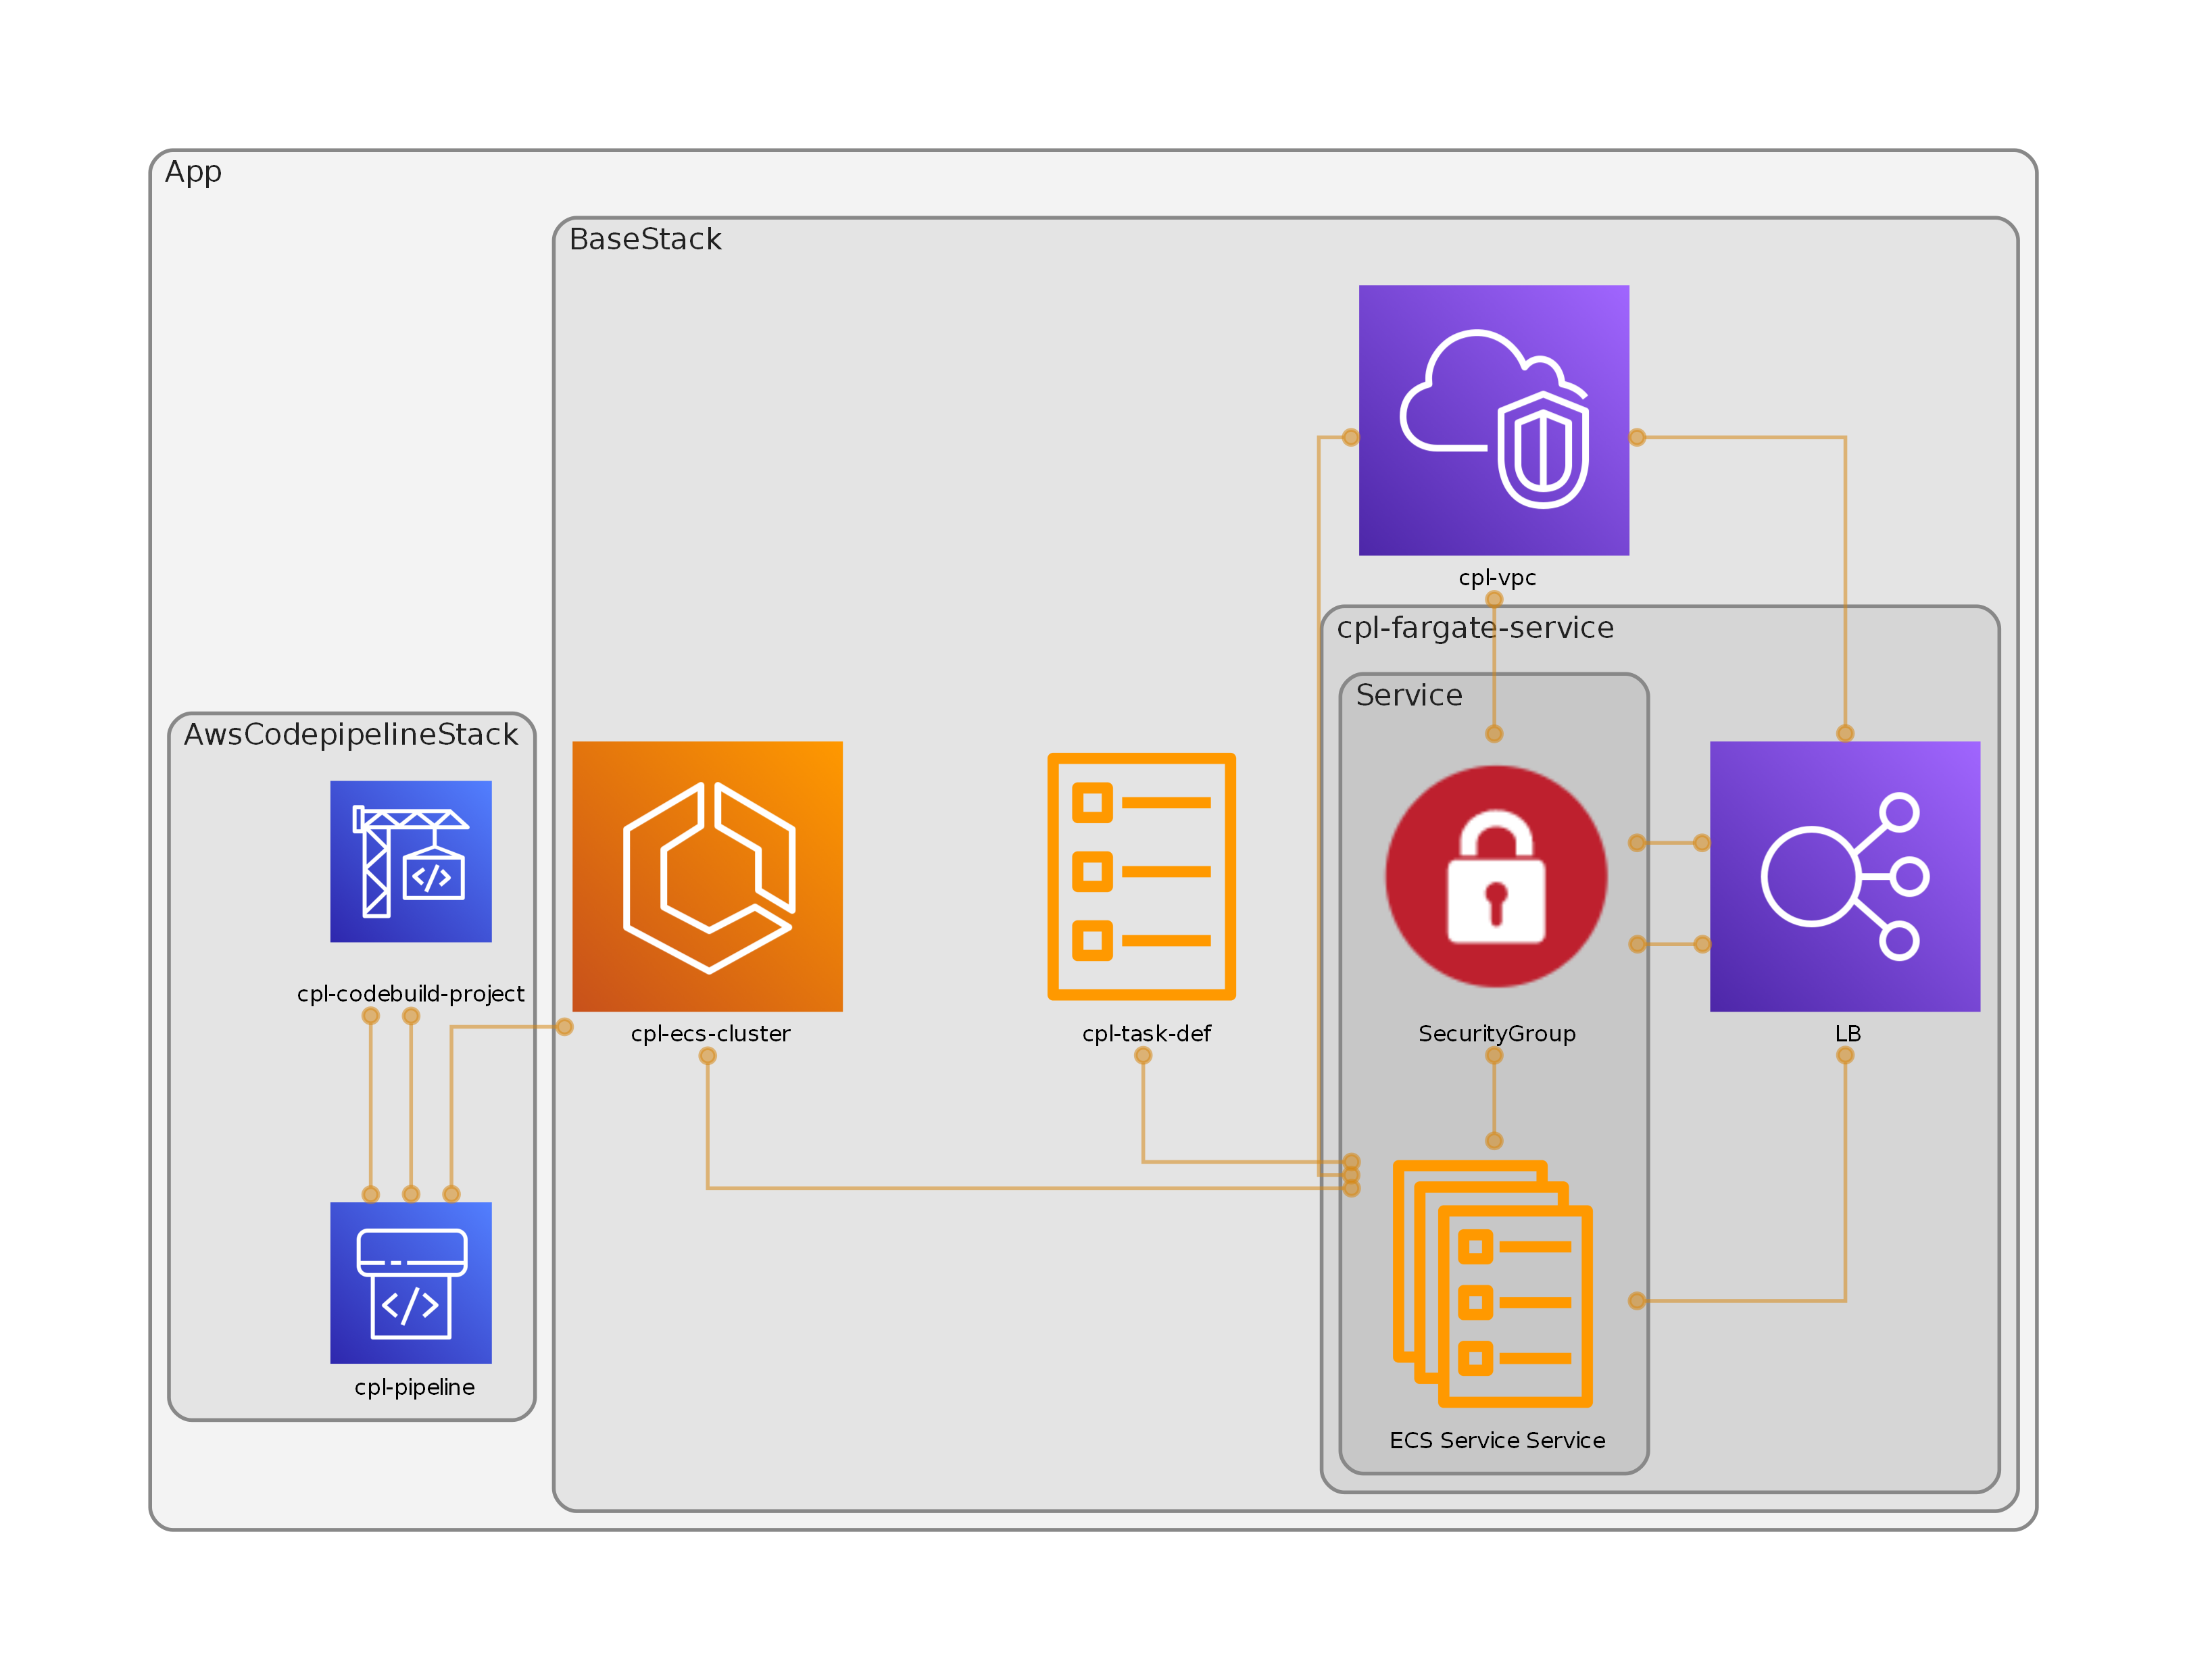 App
BaseStack
cpl-vpc
cpl-fargate-service
Service
AwsCodepipelineStack
cpl-codebuild-project
cpl-ecs-cluster
cpl-task-def
SecurityGroup
LB
cpl-pipeline
ECS Service Service